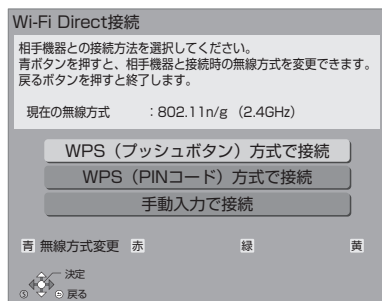 Wi-Fi Direct接続
相手機器との接続方法を選択してください。
青ボタンを押すと、相手機器と接続時の無線方式を変更できます。
戻るボタンを押すと終了します。
現在の無線方式 ：802.11n/g （2.4GHz）
WPS（プッシュボタン）方式で接続
WPS（PINコード）方式で接続
手動入力で接続
青 無線方式変更 赤 緑 黄
決定
戻る